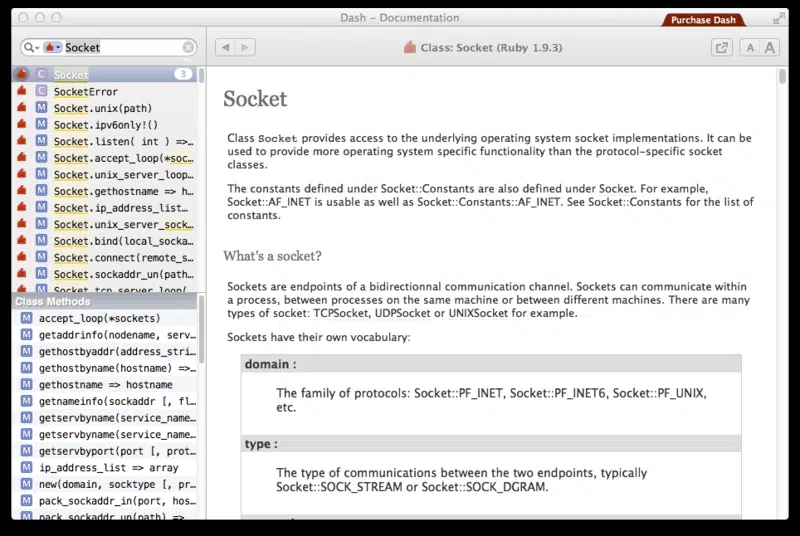 Dash - Documentation
Purchase Dash
Socket
Class: Socket (Ruby 1.9.3)
A A
C Socket 3
C SocketError
M Socket.unix(path)
M Socket.ipv6only!()
M Socket.listen( int ) =>…
M Socket.accept_loop(*soc…
M Socket.unix_server_loop…
M Socket.gethostname => h…
M Socket.ip_address_list…
M Socket.unix_server_sock…
M Socket.bind(local_socka…
M Socket.connect(remote_s…
M Socket.sockaddr_un(path…
Socket.tcp_server_loop(
Class Methods
M accept_loop(*sockets)
M getaddrinfo(nodename, serv…
M gethostbyaddr(address_stri…
M gethostbyname(hostname) =>…
M gethostname => hostname
M getnameinfo(sockaddr [, fl…
M getservbyname(service_name…
M getservbyname(service_name…
M getservbyport(port [, prot…
M ip_address_list => array
M new(domain, socktype [, pr…
M pack_sockaddr_in(port, hos…
M pack_sockaddr_un(path) =>
Socket
Class Socket provides access to the underlying operating system socket implementations. It can be
used to provide more operating system specific functionality than the protocol-specific socket
classes.
The constants defined under Socket::Constants are also defined under Socket. For example,
Socket::AF_INET is usable as well as Socket::Constants::AF_INET. See Socket::Constants for the list of
constants.
What's a socket?
Sockets are endpoints of a bidirectionnal communication channel. Sockets can communicate within
a process, between processes on the same machine or between different machines. There are many
types of socket: TCPSocket, UDPSocket or UNIXSocket for example.
Sockets have their own vocabulary:
domain :
The family of protocols: Socket::PF_INET, Socket::PF_INET6, Socket::PF_UNIX,
etc.
type :
The type of communications between the two endpoints, typically
Socket::SOCK_STREAM or Socket::SOCK_DGRAM.